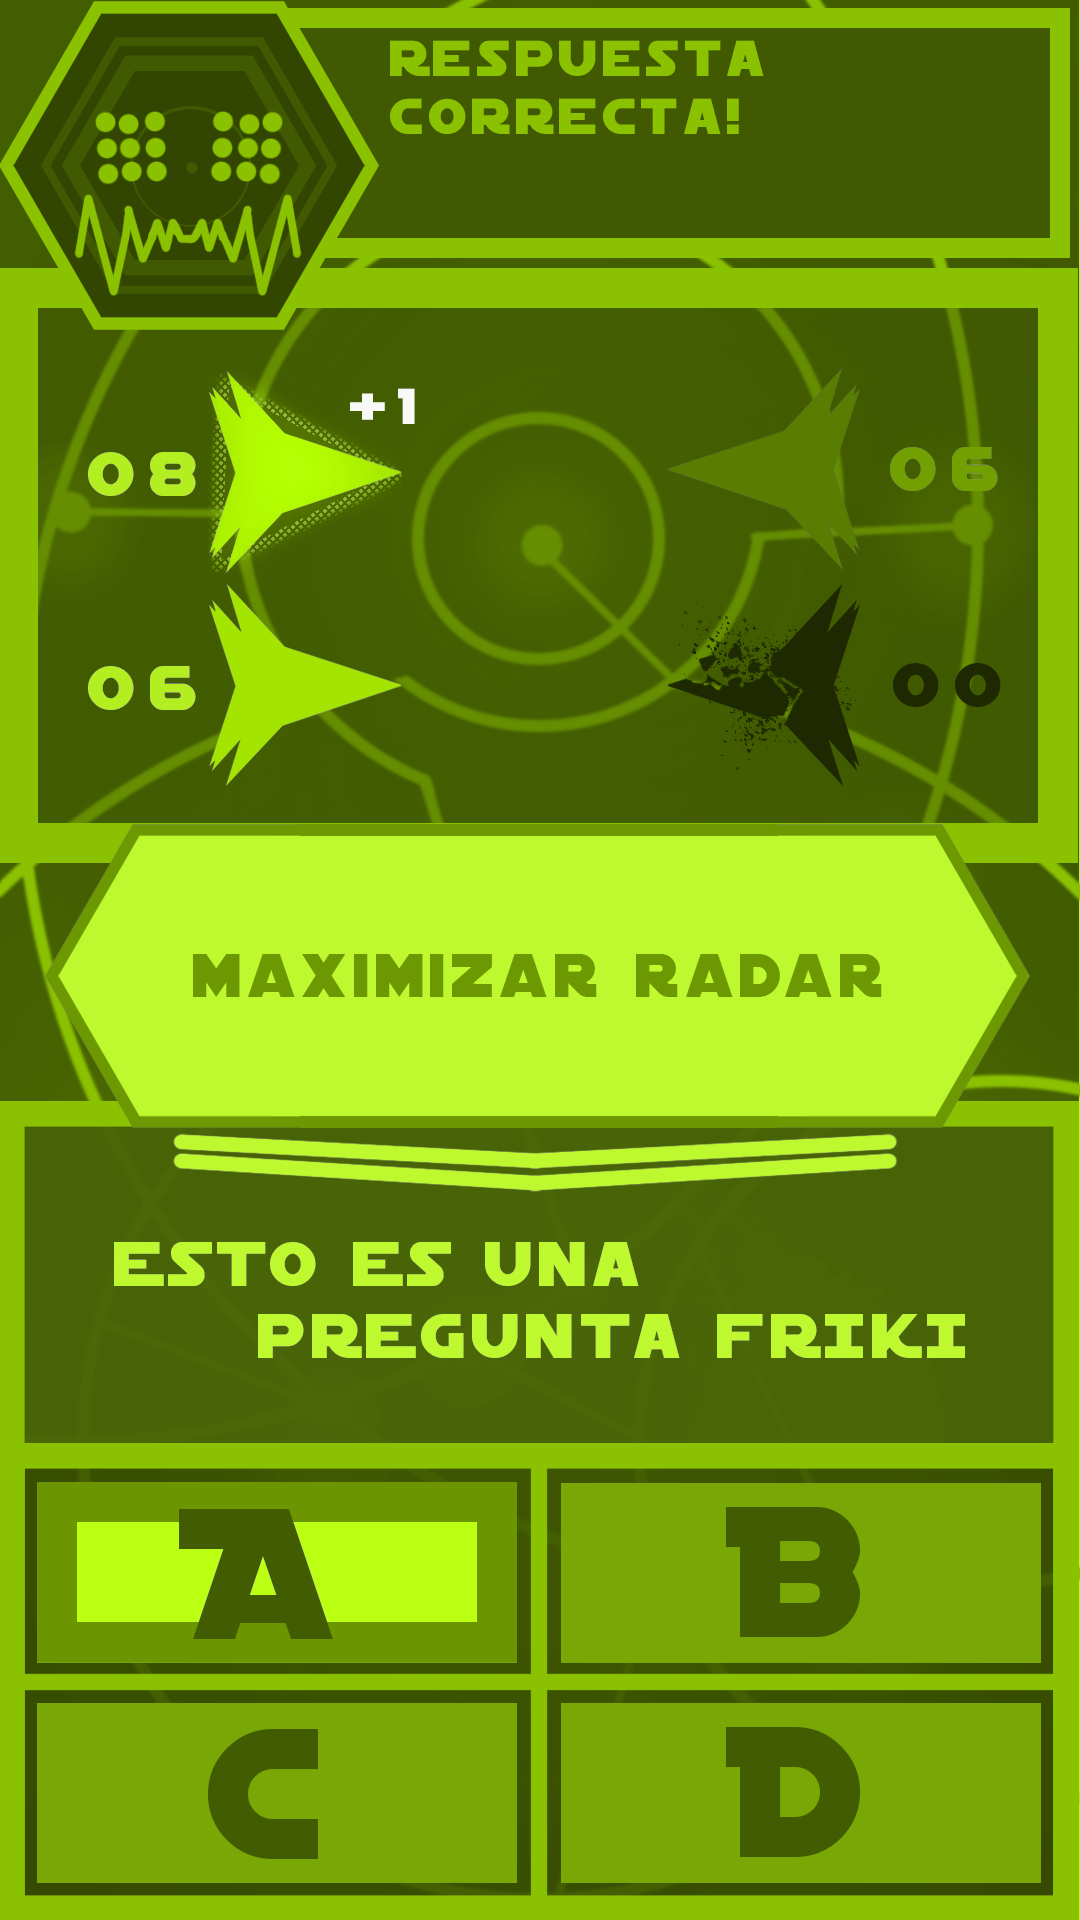 RESPUESTA
CORRECTA!
+1
08
06
06
00
MAXIMIZAR RADAR
ESTO ES UNA
PREGUNTA FRIKI
A
B
C
D